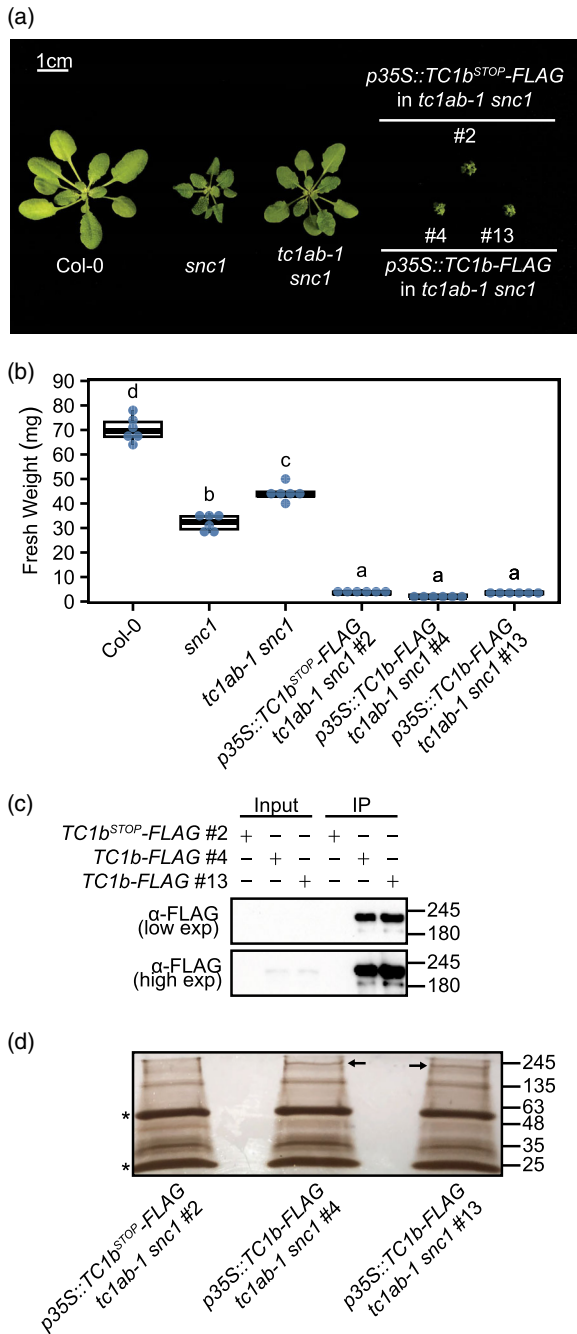 (a)
1cm
p35S::TC1b^STOP-FLAG
in tc1ab-1 snc1
#2
#4 #13
Col-0
snc1
tc1ab-1
snc1
p35S::TC1b-FLAG
in tc1ab-1 snc1
(b)
Fresh Weight (mg)
90
80
70
60
50
40
30
20
10
0
d
b
c
a
a
a
Col-0
snc1
tc1ab-1 snc1
p35S::TC1b^STOP-FLAG
tc1ab-1 snc1 #2
p35S::TC1b-FLAG
tc1ab-1 snc1 #4
p35S::TC1b-FLAG
tc1ab-1 snc1 #13
(c)
Input IP
TC1b^STOP-FLAG #2 + − − + − −
TC1b-FLAG #4 − + − − + −
TC1b-FLAG #13 − − + − − +
α-FLAG
(low exp)
245
180
α-FLAG
(high exp)
245
180
(d)
*
*
245
135
63
48
35
25
p35S::TC1b^STOP-FLAG
tc1ab-1 snc1 #2
p35S::TC1b-FLAG
tc1ab-1 snc1 #4
p35S::TC1b-FLAG
tc1ab-1 snc1 #13